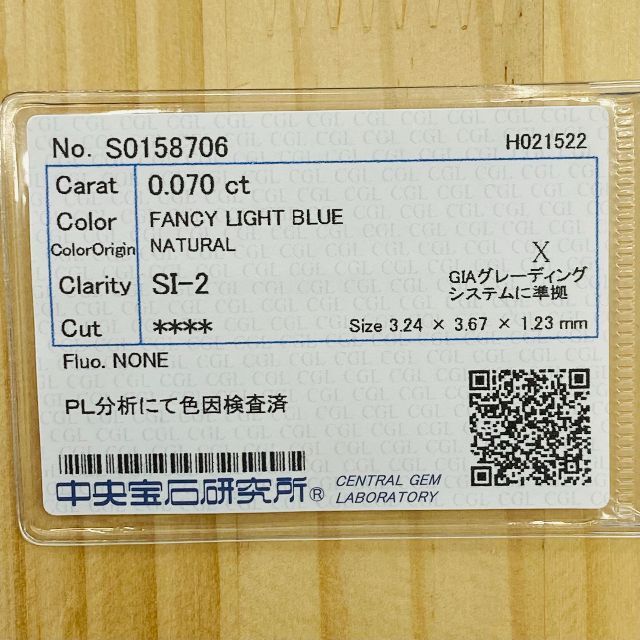 No. S0158706 H021522
Carat 0.070 ct
Color FANCY LIGHT BLUE
ColorOrigin NATURAL
X
Clarity SI-2 GIAグレーディング
システムに準拠
Cut **** Size 3.24 × 3.67 × 1.23 mm
Fluo. NONE
PL分析にて色因検査済
中央宝石研究所® CENTRAL GEM
LABORATORY